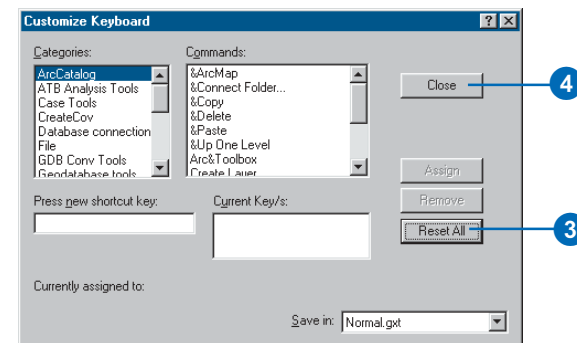 Customize Keyboard
Categories:
Commands:
ArcCatalog
ATB Analysis Tools
Case Tools
CreateCov
Database connection
File
GDB Conv Tools
Geodatabase tools
&ArcMap
&Connect Folder...
&Copy
&Delete
&Paste
&Up One Level
Arc&Toolbox
Create Layer
Close
4
Assign
Remove
Reset All
3
Press new shortcut key:
Current Key/s:
Currently assigned to:
Save in: Normal.gxt